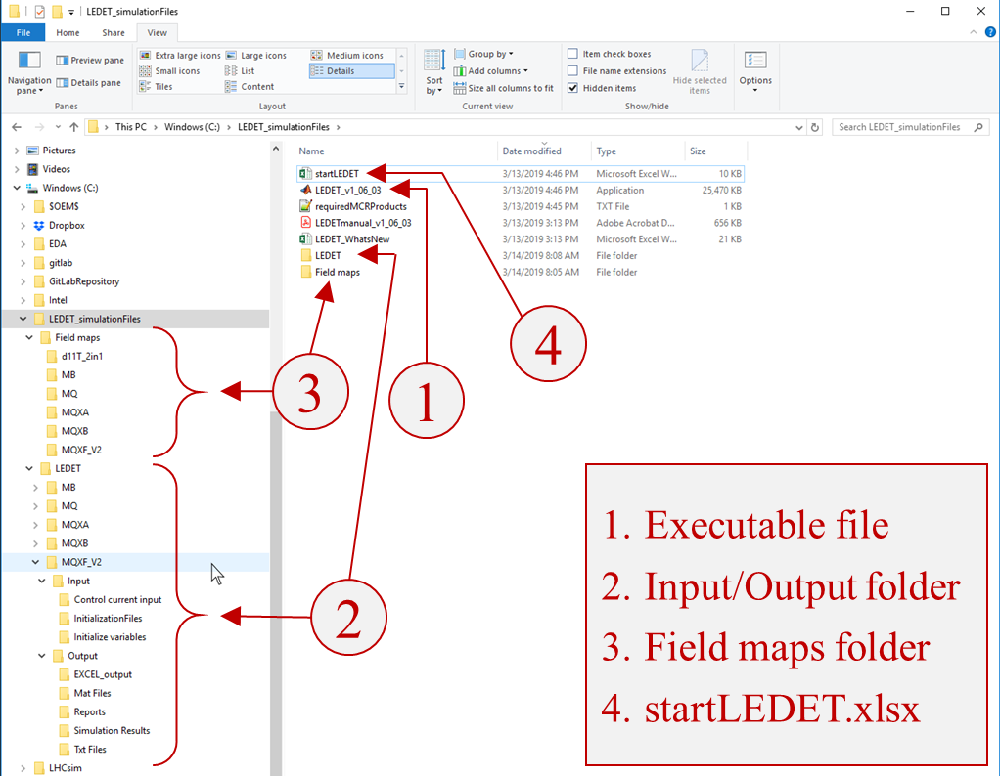 LEDET_simulationFiles
File Home Share View
Navigation pane
Preview pane
Details pane
Panes
Extra large icons Large icons Medium icons
Small icons List Details
Tiles Content
Layout
Sort by
Group by
Add columns
Size all columns to fit
Current view
Item check boxes
File name extensions
Hidden items
Hide selected items
Show/hide
Options
This PC > Windows (C:) > LEDET_simulationFiles >
Search LEDET_simulationFiles
Pictures
Videos
Windows (C:)
$OEM$
Dropbox
EDA
gitlab
GitLabRepository
Intel
LEDET_simulationFiles
Field maps
d11T_2in1
MB
MQ
MQXA
MQXB
MQXF_V2
LEDET
MB
MQ
MQXA
MQXB
MQXF_V2
Input
Control current input
InitializationFiles
Initialize variables
Output
EXCEL_output
Mat Files
Reports
Simulation Results
Txt Files
LHCsim
Name Date modified Type Size
startLEDET 3/13/2019 4:46 PM Microsoft Excel W... 10 KB
LEDET_v1_06_03 3/13/2019 4:46 PM Application 25,470 KB
requiredMCRProducts 3/13/2019 4:45 PM TXT File 1 KB
LEDETmanual_v1_06_03 3/13/2019 3:13 PM Adobe Acrobat D... 656 KB
LEDET_WhatsNew 3/13/2019 3:13 PM Microsoft Excel W... 21 KB
LEDET 3/14/2019 8:08 AM File folder
Field maps 3/14/2019 8:05 AM File folder
4
3
1
2
1. Executable file
2. Input/Output folder
3. Field maps folder
4. startLEDET.xlsx